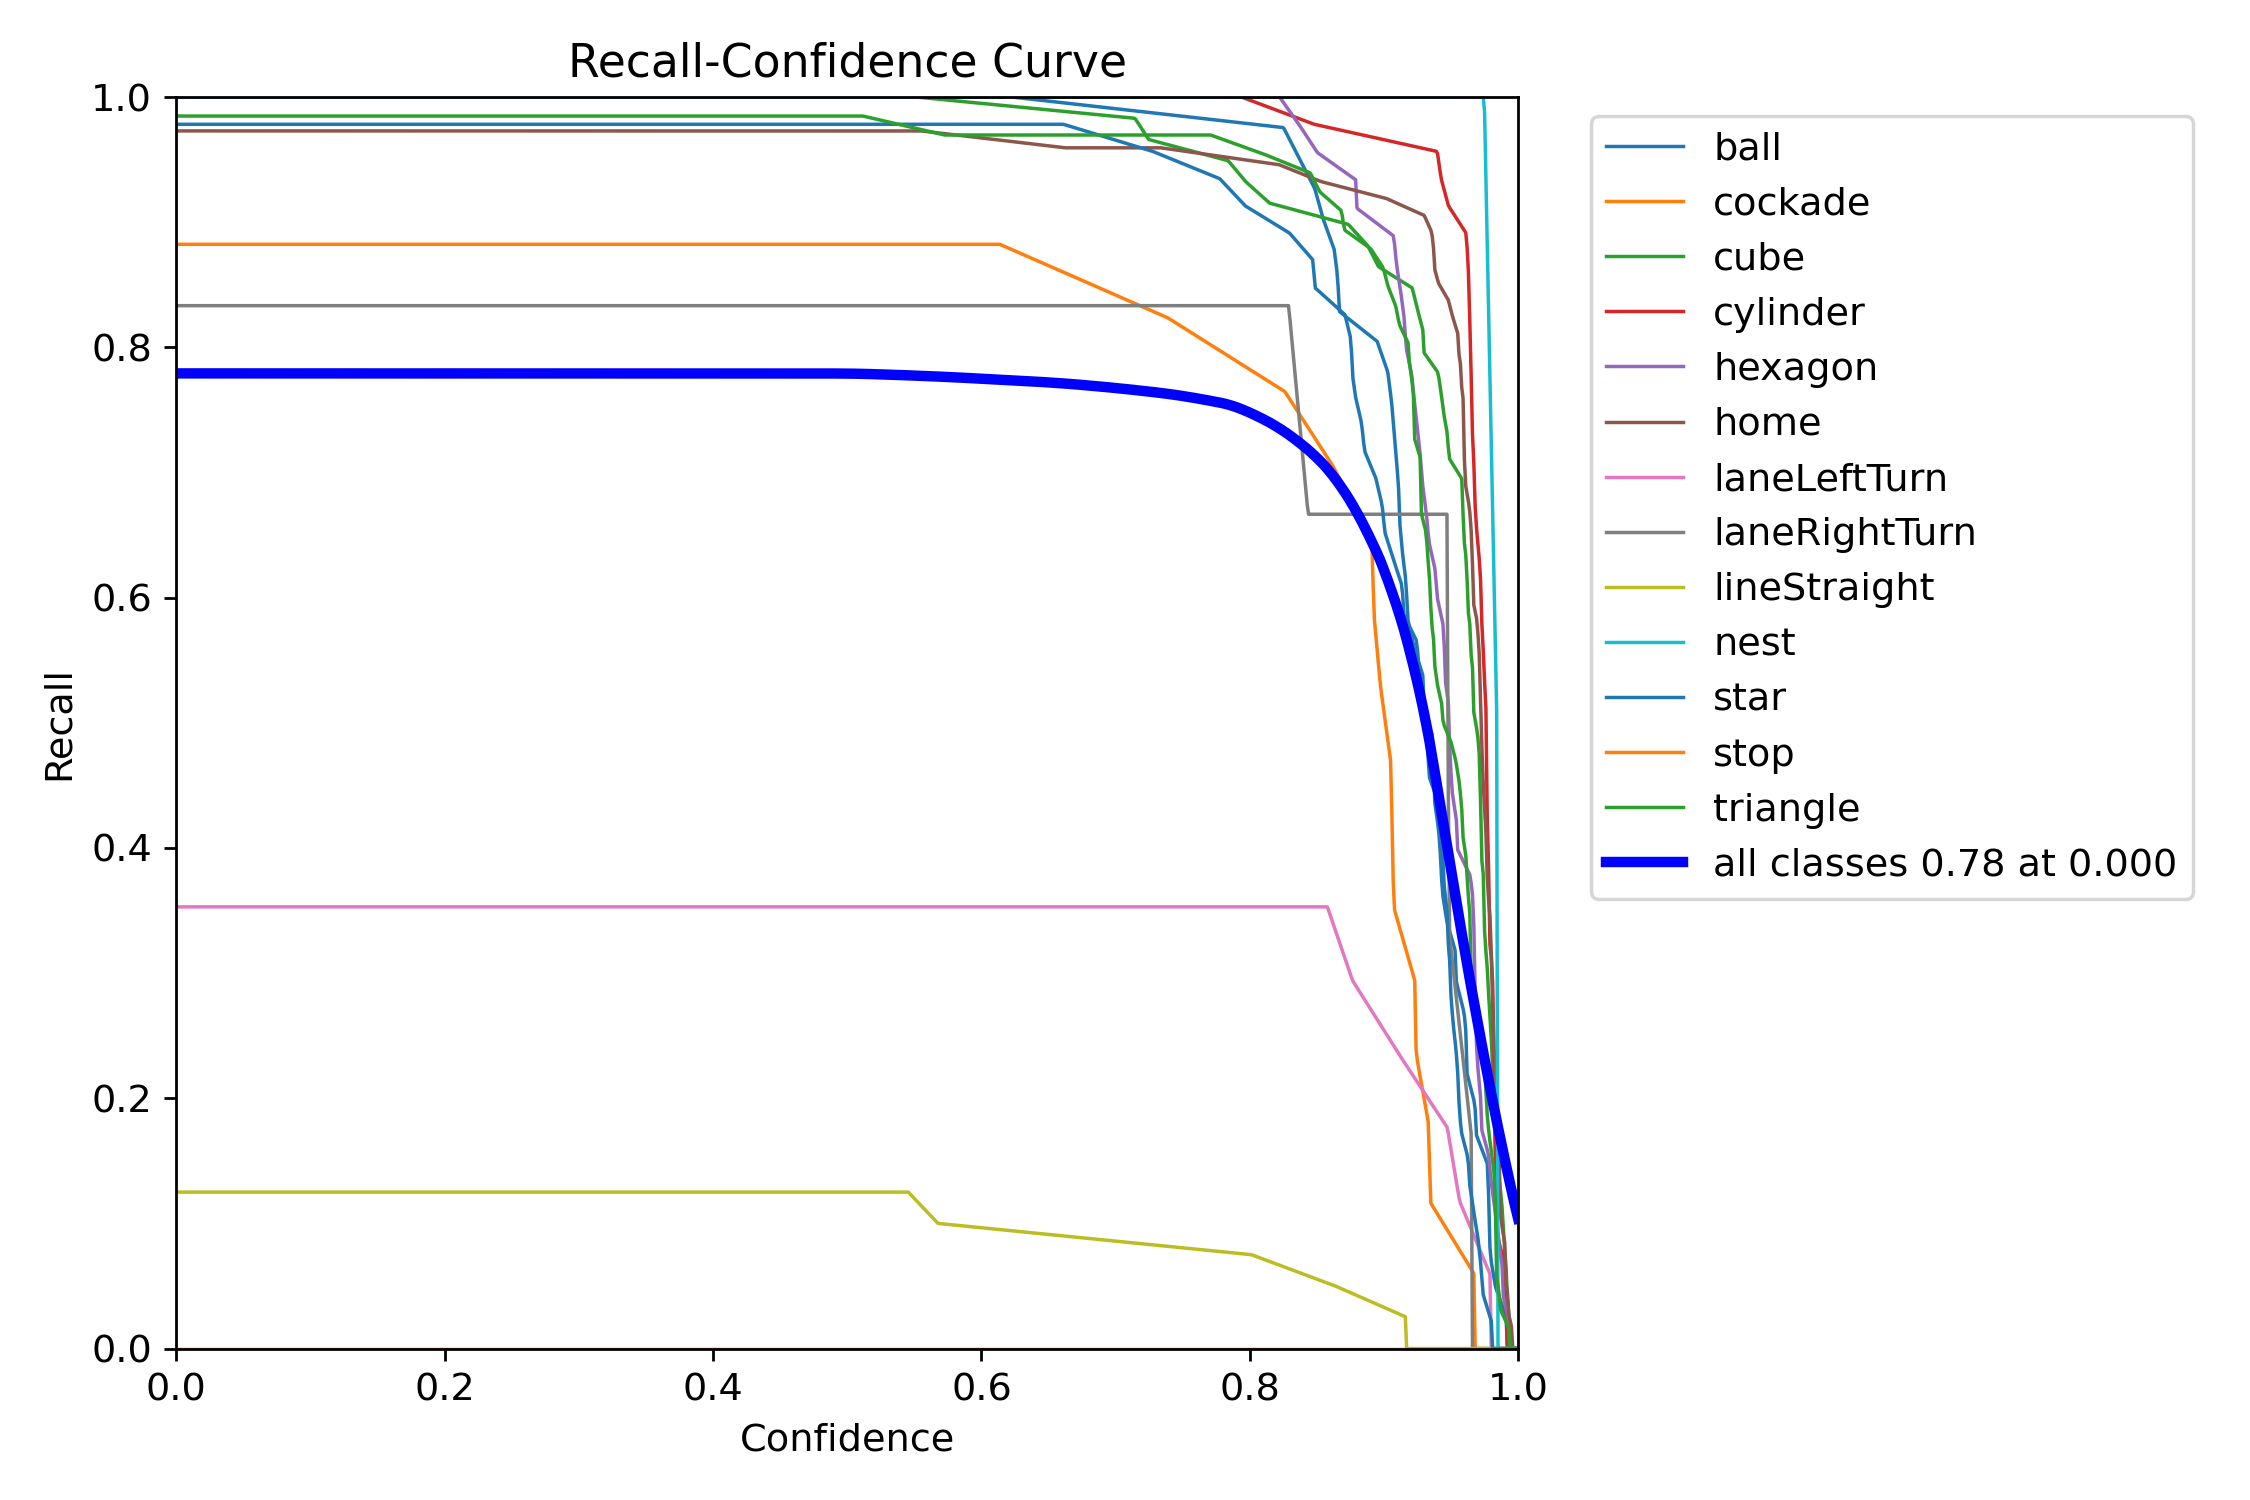 Recall-Confidence Curve
1.0
0.8
0.6
0.4
0.2
0.0
Recall
0.0 0.2 0.4 0.6 0.8 1.0
Confidence
ball
cockade
cube
cylinder
hexagon
home
laneLeftTurn
laneRightTurn
lineStraight
nest
star
stop
triangle
all classes 0.78 at 0.000